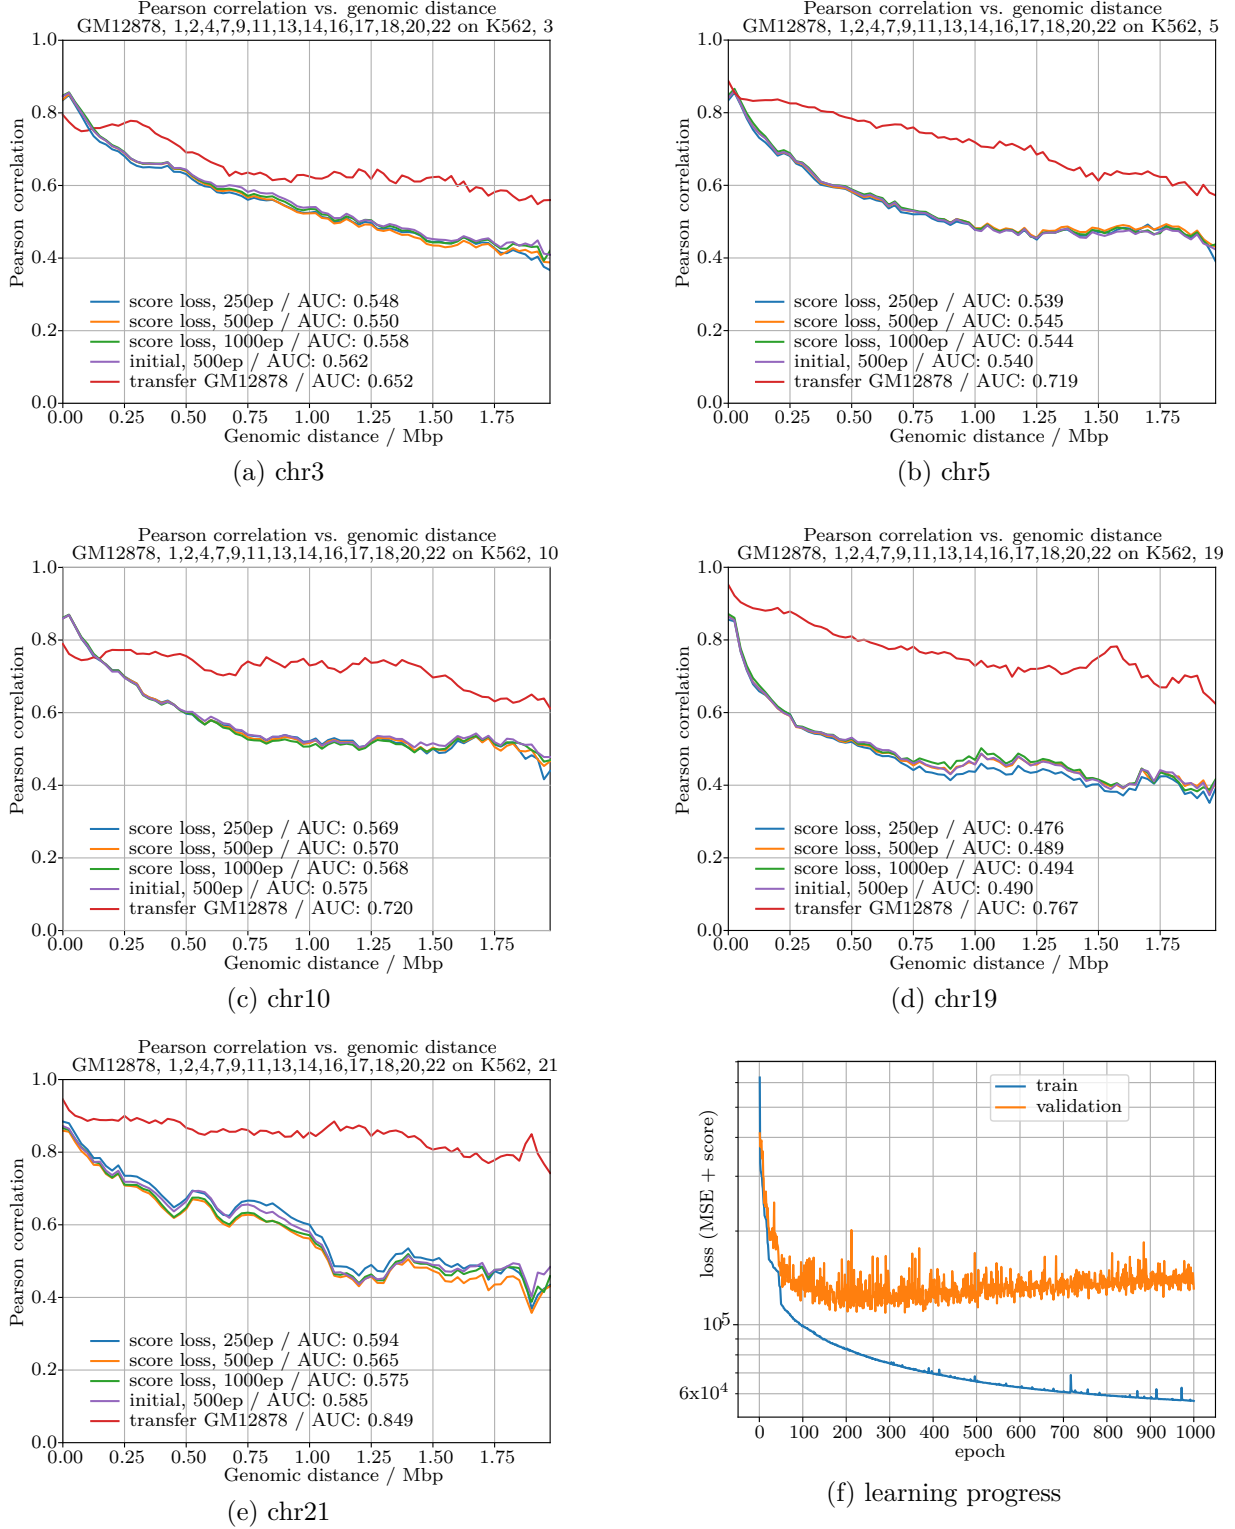 Pearson correlation vs. genomic distance
GM12878, 1,2,4,7,9,11,13,14,16,17,18,20,22 on K562, 3
Pearson correlation
1.0
0.8
0.6
0.4
0.2
0.0
score loss, 250ep / AUC: 0.548
score loss, 500ep / AUC: 0.550
score loss, 1000ep / AUC: 0.558
initial, 500ep / AUC: 0.562
transfer GM12878 / AUC: 0.652
0.00 0.25 0.50 0.75 1.00 1.25 1.50 1.75
Genomic distance / Mbp
(a) chr3
Pearson correlation vs. genomic distance
GM12878, 1,2,4,7,9,11,13,14,16,17,18,20,22 on K562, 5
Pearson correlation
1.0
0.8
0.6
0.4
0.2
0.0
score loss, 250ep / AUC: 0.539
score loss, 500ep / AUC: 0.545
score loss, 1000ep / AUC: 0.544
initial, 500ep / AUC: 0.540
transfer GM12878 / AUC: 0.719
0.00 0.25 0.50 0.75 1.00 1.25 1.50 1.75
Genomic distance / Mbp
(b) chr5
Pearson correlation vs. genomic distance
GM12878, 1,2,4,7,9,11,13,14,16,17,18,20,22 on K562, 10
Pearson correlation
1.0
0.8
0.6
0.4
0.2
0.0
score loss, 250ep / AUC: 0.569
score loss, 500ep / AUC: 0.570
score loss, 1000ep / AUC: 0.568
initial, 500ep / AUC: 0.575
transfer GM12878 / AUC: 0.720
0.00 0.25 0.50 0.75 1.00 1.25 1.50 1.75
Genomic distance / Mbp
(c) chr10
Pearson correlation vs. genomic distance
GM12878, 1,2,4,7,9,11,13,14,16,17,18,20,22 on K562, 19
Pearson correlation
1.0
0.8
0.6
0.4
0.2
0.0
score loss, 250ep / AUC: 0.476
score loss, 500ep / AUC: 0.489
score loss, 1000ep / AUC: 0.494
initial, 500ep / AUC: 0.490
transfer GM12878 / AUC: 0.767
0.00 0.25 0.50 0.75 1.00 1.25 1.50 1.75
Genomic distance / Mbp
(d) chr19
Pearson correlation vs. genomic distance
GM12878, 1,2,4,7,9,11,13,14,16,17,18,20,22 on K562, 21
Pearson correlation
1.0
0.8
0.6
0.4
0.2
0.0
score loss, 250ep / AUC: 0.594
score loss, 500ep / AUC: 0.565
score loss, 1000ep / AUC: 0.575
initial, 500ep / AUC: 0.585
transfer GM12878 / AUC: 0.849
0.00 0.25 0.50 0.75 1.00 1.25 1.50 1.75
Genomic distance / Mbp
(e) chr21
loss (MSE + score)
train
validation
10⁵
6x10⁴
0 100 200 300 400 500 600 700 800 900 1000
epoch
(f) learning progress